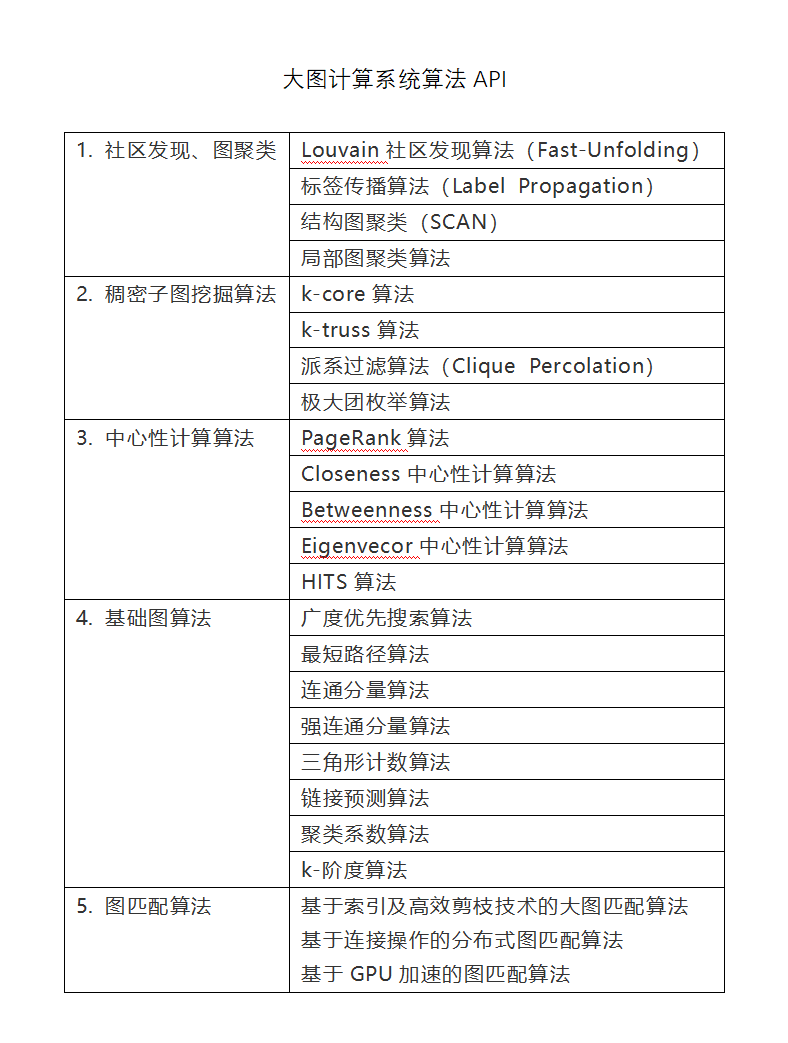 大图计算系统算法 API
1. 社区发现、图聚类
Louvain 社区发现算法（Fast-Unfolding）
标签传播算法（Label Propagation）
结构图聚类（SCAN）
局部图聚类算法
2. 稠密子图挖掘算法
k-core 算法
k-truss 算法
派系过滤算法（Clique Percolation）
极大团枚举算法
3. 中心性计算算法
PageRank 算法
Closeness 中心性计算算法
Betweenness 中心性计算算法
Eigenvecor 中心性计算算法
HITS 算法
4. 基础图算法
广度优先搜索算法
最短路径算法
连通分量算法
强连通分量算法
三角形计数算法
链接预测算法
聚类系数算法
k-阶度算法
5. 图匹配算法
基于索引及高效剪枝技术的大图匹配算法
基于连接操作的分布式图匹配算法
基于 GPU 加速的图匹配算法